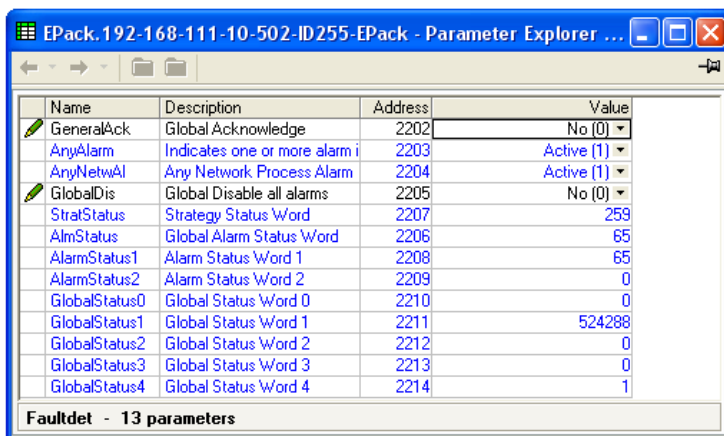 EPack.192-168-111-10-502-ID255-EPack - Parameter Explorer ...
Name Description Address Value
GeneralAck Global Acknowledge 2202 No (0)
AnyAlarm Indicates one or more alarm i 2203 Active (1)
AnyNetwAl Any Network Process Alarm 2204 Active (1)
GlobalDis Global Disable all alarms 2205 No (0)
StratStatus Strategy Status Word 2207 259
AlmStatus Global Alarm Status Word 2206 65
AlarmStatus1 Alarm Status Word 1 2208 65
AlarmStatus2 Alarm Status Word 2 2209 0
GlobalStatus0 Global Status Word 0 2210 0
GlobalStatus1 Global Status Word 1 2211 524288
GlobalStatus2 Global Status Word 2 2212 0
GlobalStatus3 Global Status Word 3 2213 0
GlobalStatus4 Global Status Word 4 2214 1
Faultdet - 13 parameters